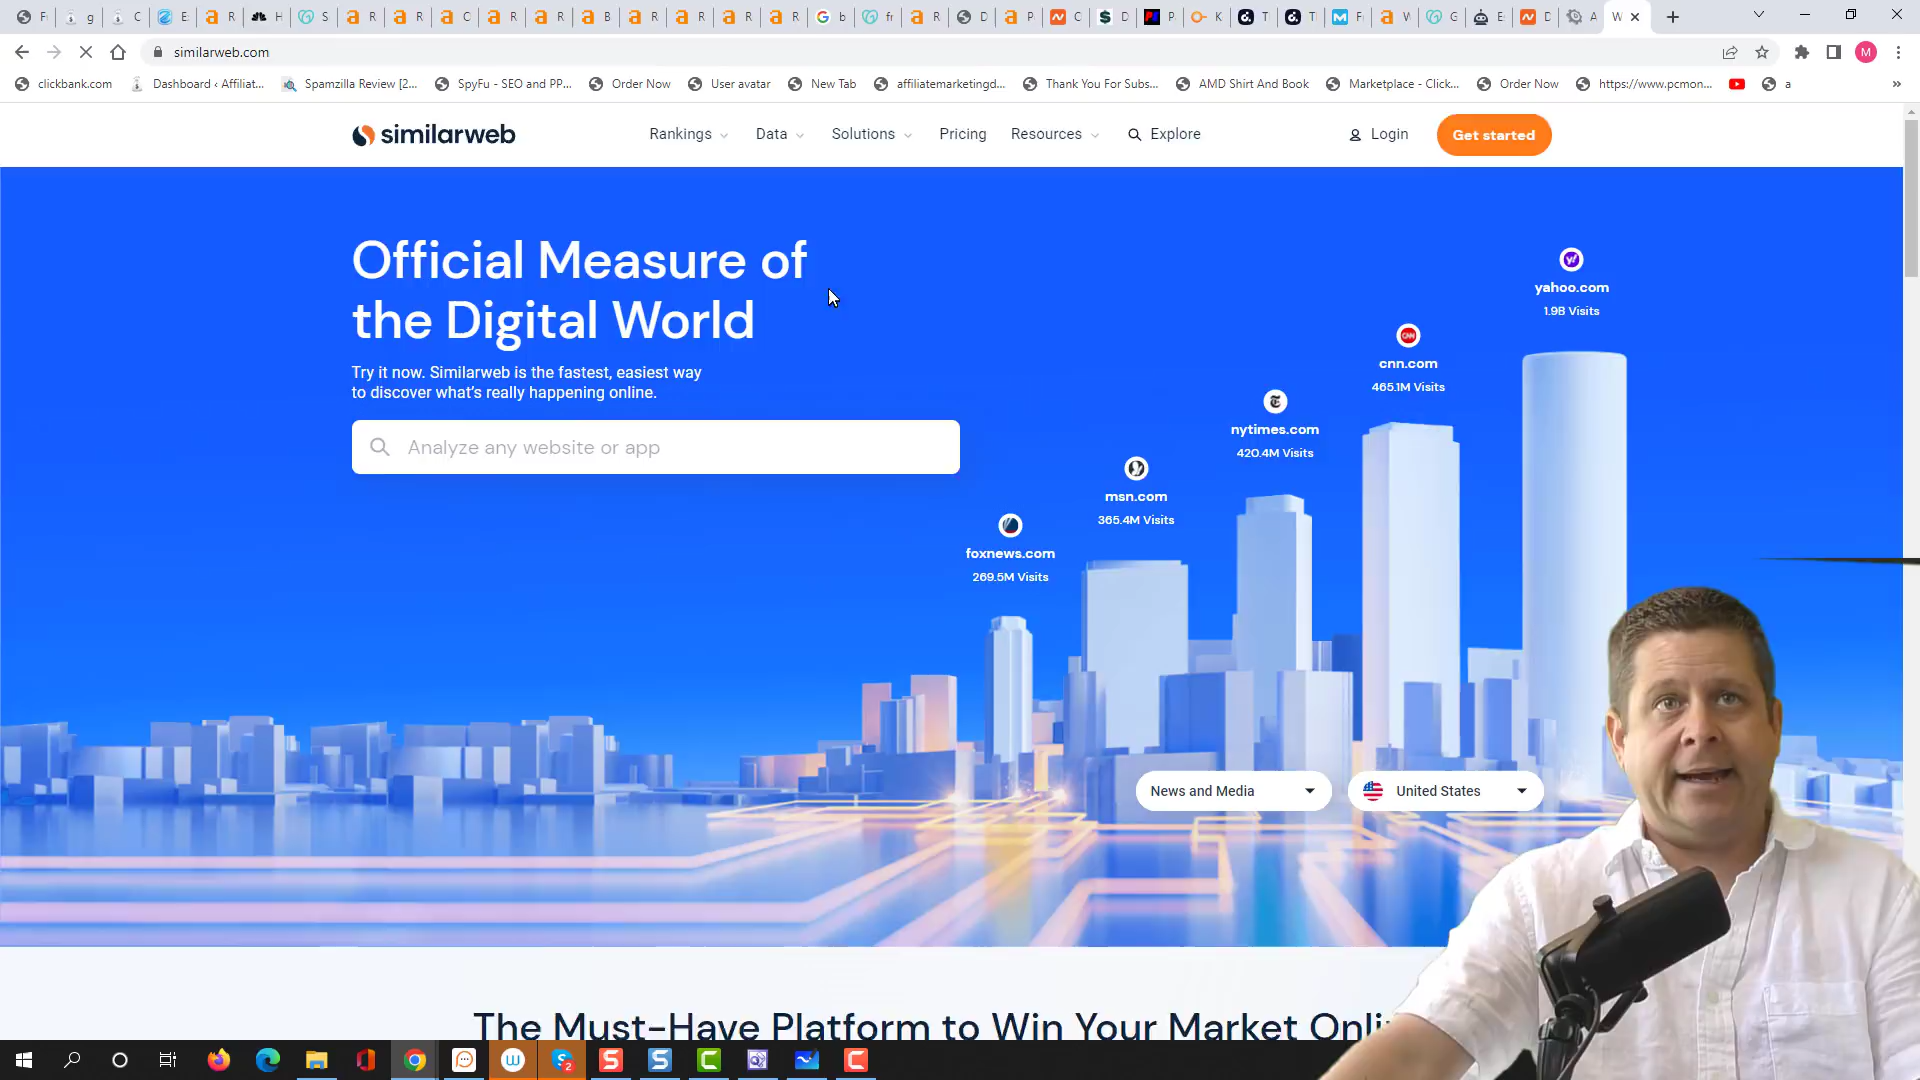 F
g
C
E
R
H
S
R
R
C
R
R
B
R
R
R
R
b
fr
R
D
P
C
D
P
K
T
T
F
W
G
E
D
A
W
similarweb.com
M
clickbank.com
Dashboard ‹ Affiliat...
Spamzilla Review [2...
SpyFu - SEO and PP...
Order Now
User avatar
New Tab
affiliatemarketingd...
Thank You For Subs...
AMD Shirt And Book
Marketplace - Click...
Order Now
https://www.pcmon...
a
»
similarweb
Rankings
Data
Solutions
Pricing
Resources
Explore
Login
Get started
Official Measure of
the Digital World
Try it now. Similarweb is the fastest, easiest way
to discover what's really happening online.
Analyze any website or app
yahoo.com
1.9B Visits
CNN
cnn.com
465.1M Visits
nytimes.com
420.4M Visits
msn.com
365.4M Visits
foxnews.com
269.5M Visits
News and Media
United States
The Must-Have Platform to Win Your Market Onli